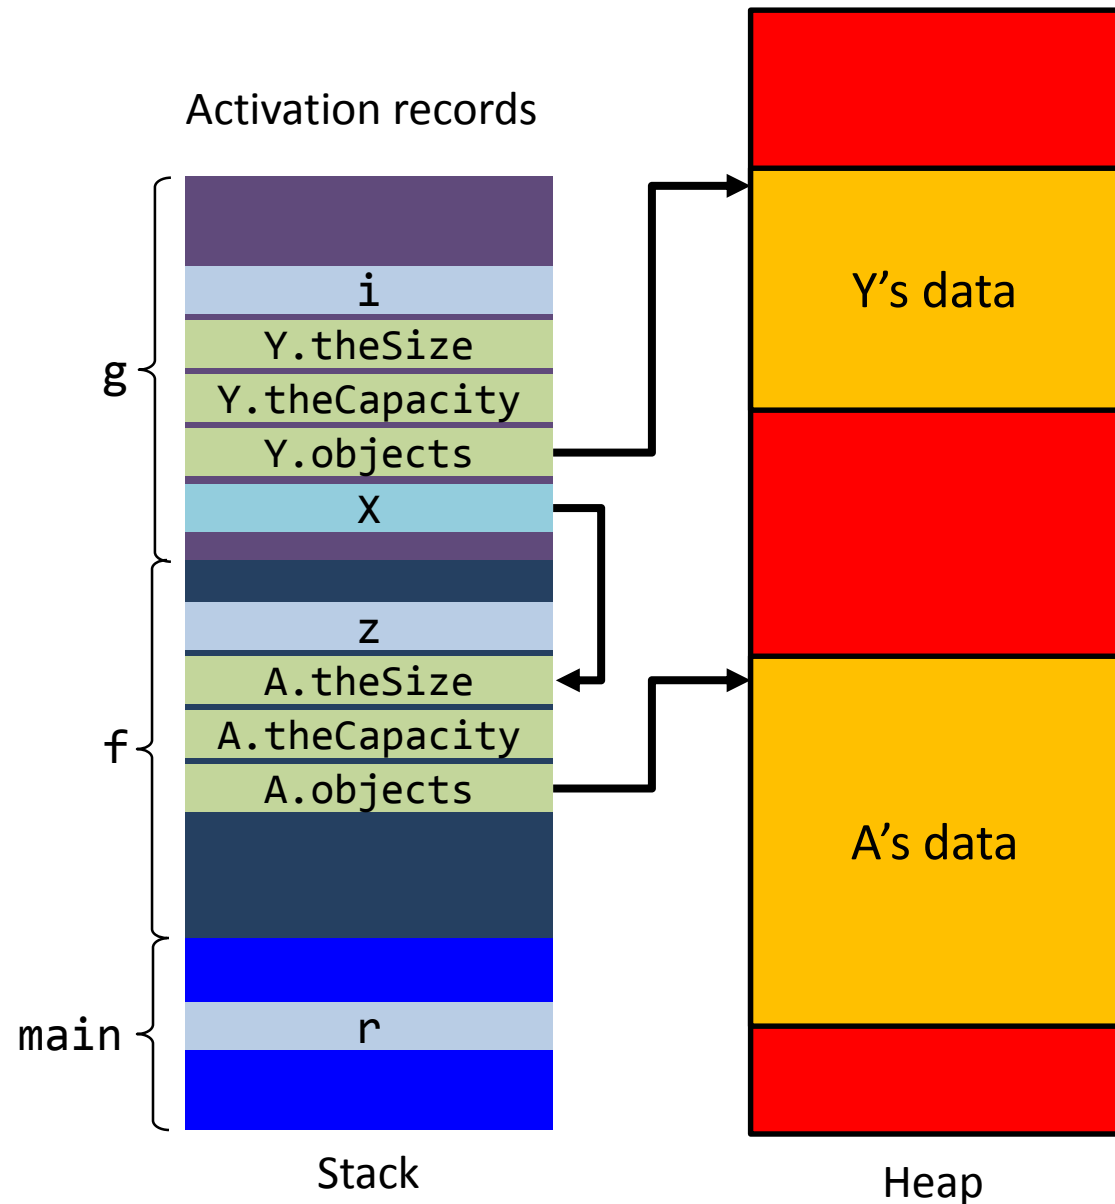 Activation records
g
i
Y.theSize
Y.theCapacity
Y.objects
X
f
z
A.theSize
A.theCapacity
A.objects
main
r
Stack
Y’s data
A’s data
Heap